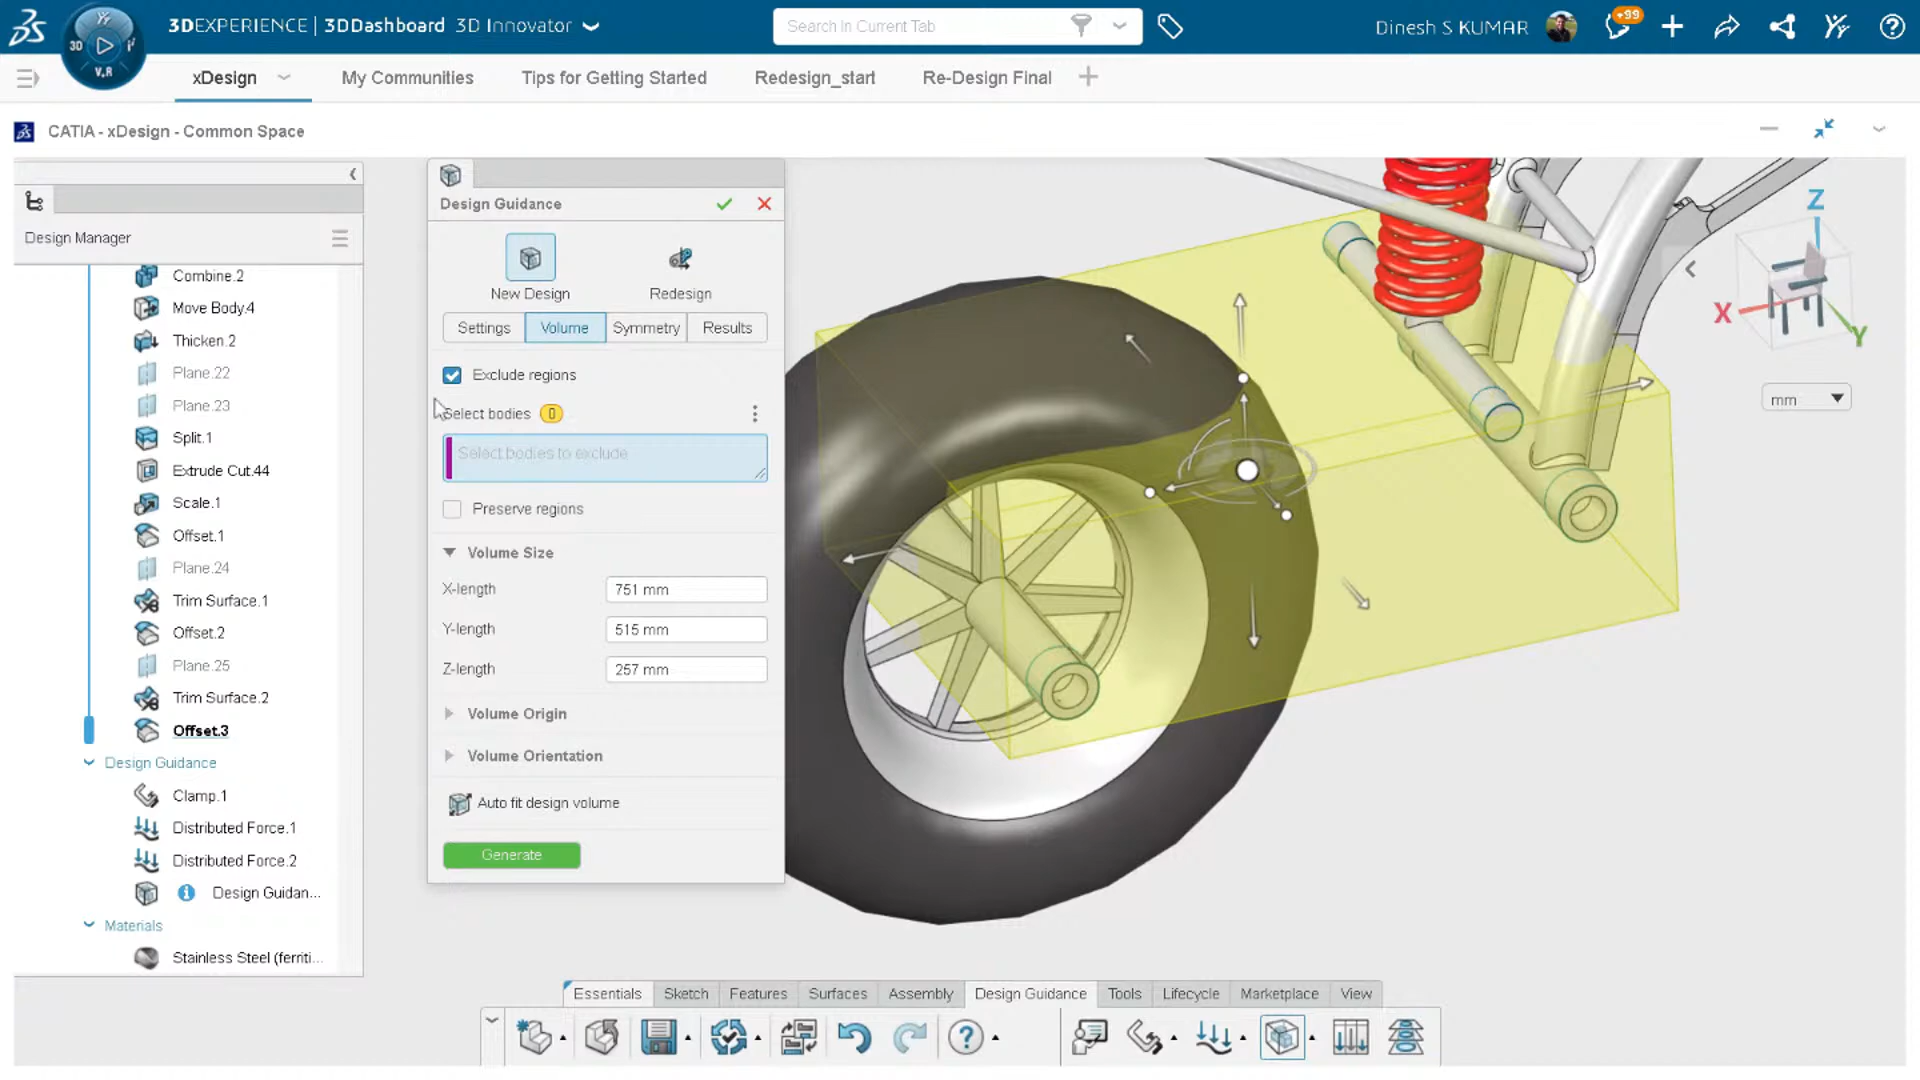 3DEXPERIENCE | 3DDashboard 3D Innovator
Search In Current Tab
Dinesh S KUMAR
+99
3D
V,R
xDesign
My Communities
Tips for Getting Started
Redesign_start
Re-Design Final
CATIA - xDesign - Common Space
Design Manager
Combine.2
Move Body.4
Thicken.2
Plane.22
Plane.23
Split.1
Extrude Cut.44
Scale.1
Offset.1
Plane.24
Trim Surface.1
Offset.2
Plane.25
Trim Surface.2
Offset.3
Design Guidance
Clamp.1
Distributed Force.1
Distributed Force.2
Design Guidan...
Materials
Stainless Steel (ferriti...
Design Guidance
New Design
Redesign
Settings
Volume
Symmetry
Results
Exclude regions
Select bodies 0
Select bodies to exclude
Preserve regions
Volume Size
X-length
751 mm
Y-length
515 mm
Z-length
257 mm
Volume Origin
Volume Orientation
Auto fit design volume
Generate
Z
X
Y
mm
Essentials
Sketch
Features
Surfaces
Assembly
Design Guidance
Tools
Lifecycle
Marketplace
View